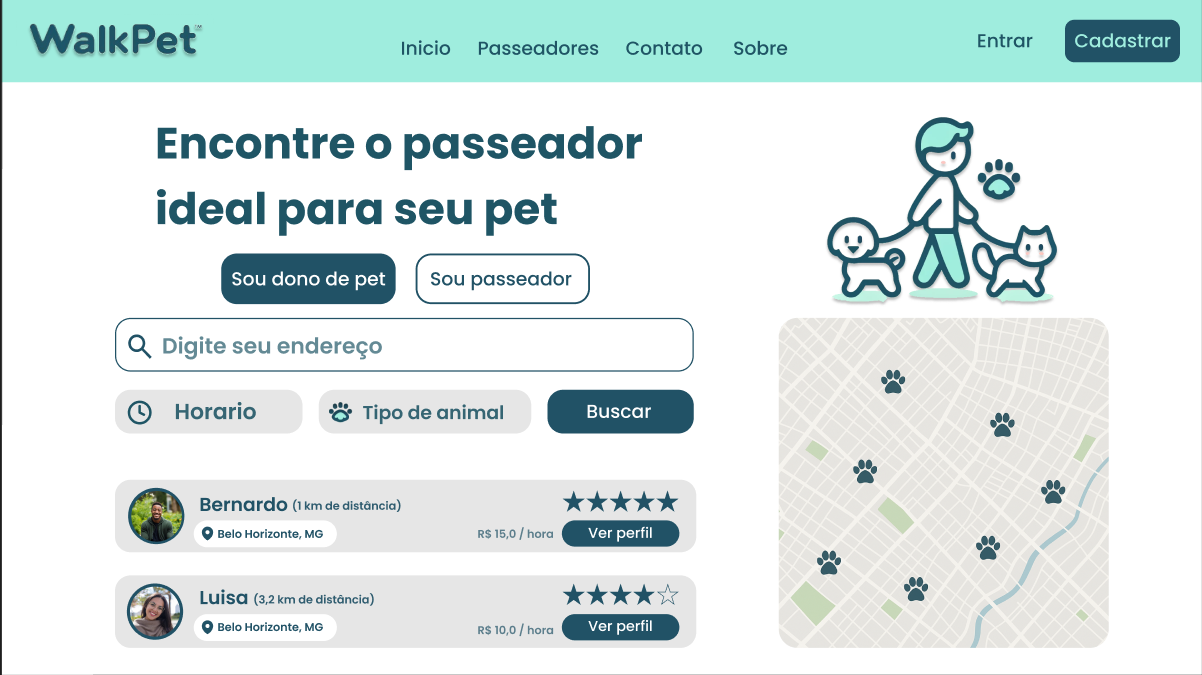 WalkPet™
Inicio Passeadores Contato Sobre
Entrar
Cadastrar
Encontre o passeador
ideal para seu pet
Sou dono de pet
Sou passeador
Digite seu endereço
Horario
Tipo de animal
Buscar
Bernardo (1 km de distância)
Belo Horizonte, MG
R$ 15,0 / hora
Ver perfil
Luisa (3,2 km de distância)
Belo Horizonte, MG
R$ 10,0 / hora
Ver perfil